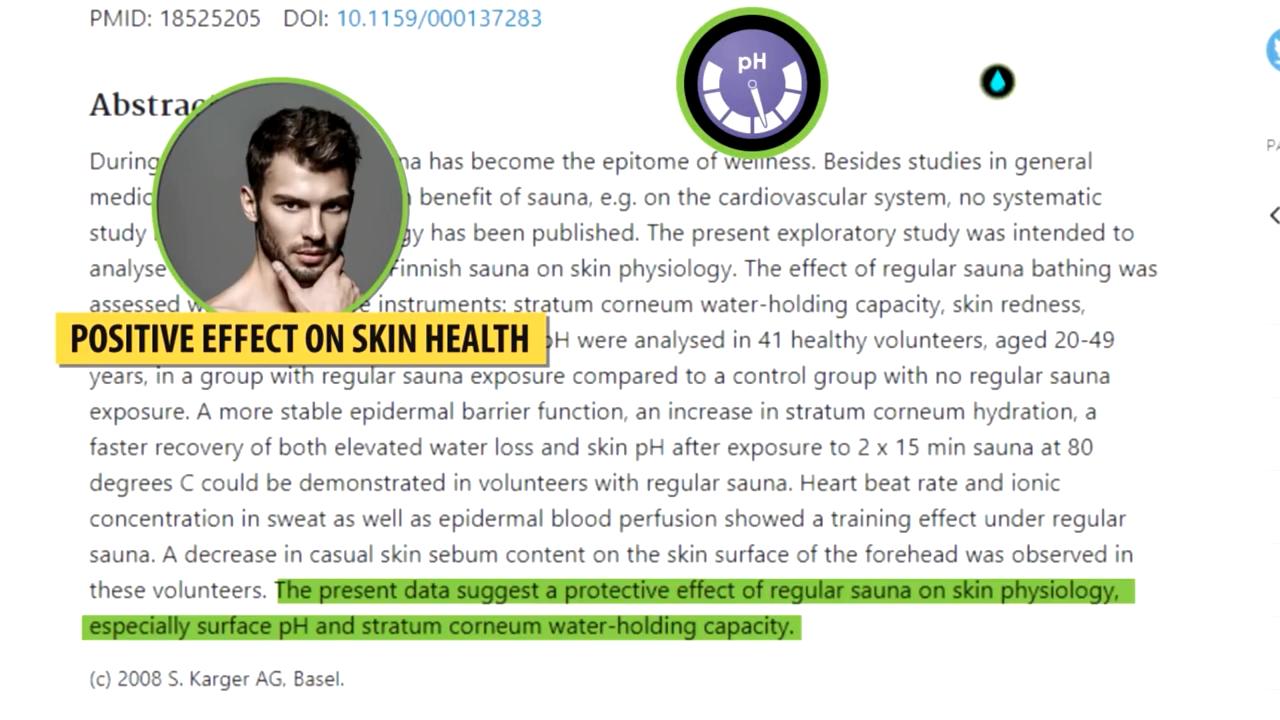 PMID: 18525205 DOI: 10.1159/000137283
pH
Abstrac
During na has become the epitome of wellness. Besides studies in general
medic benefit of sauna, e.g. on the cardiovascular system, no systematic
study gy has been published. The present exploratory study was intended to
analyse Finnish sauna on skin physiology. The effect of regular sauna bathing was
assessed w e instruments: stratum corneum water-holding capacity, skin redness,
POSITIVE EFFECT ON SKIN HEALTH
pH were analysed in 41 healthy volunteers, aged 20-49
years, in a group with regular sauna exposure compared to a control group with no regular sauna
exposure. A more stable epidermal barrier function, an increase in stratum corneum hydration, a
faster recovery of both elevated water loss and skin pH after exposure to 2 x 15 min sauna at 80
degrees C could be demonstrated in volunteers with regular sauna. Heart beat rate and ionic
concentration in sweat as well as epidermal blood perfusion showed a training effect under regular
sauna. A decrease in casual skin sebum content on the skin surface of the forehead was observed in
these volunteers. The present data suggest a protective effect of regular sauna on skin physiology,
especially surface pH and stratum corneum water-holding capacity.
(c) 2008 S. Karger AG, Basel.
PA